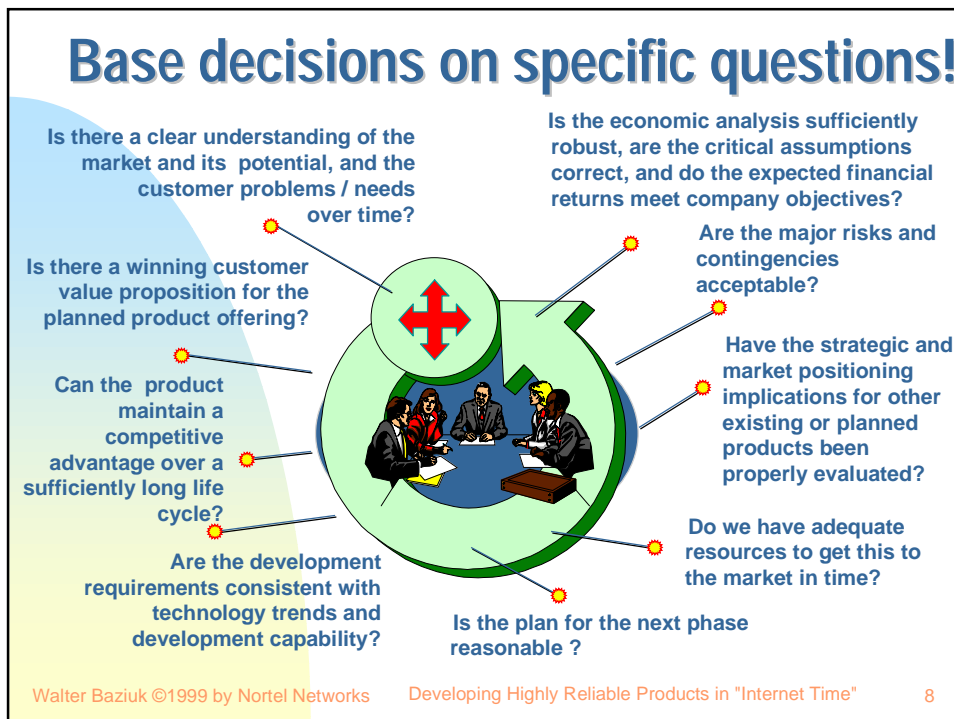 Base decisions on specific questions!
Is there a clear understanding of the
market and its potential, and the
customer problems / needs
over time?
Is the economic analysis sufficiently
robust, are the critical assumptions
correct, and do the expected financial
returns meet company objectives?
Is there a winning customer
value proposition for the
planned product offering?
Are the major risks and
contingencies
acceptable?
Can the product
maintain a
competitive
advantage over a
sufficiently long life
cycle?
Have the strategic and
market positioning
implications for other
existing or planned
products been
properly evaluated?
Are the development
requirements consistent with
technology trends and
development capability?
Do we have adequate
resources to get this to
the market in time?
Is the plan for the next phase
reasonable ?
Walter Baziuk ©1999 by Nortel Networks
Developing Highly Reliable Products in "Internet Time"
8